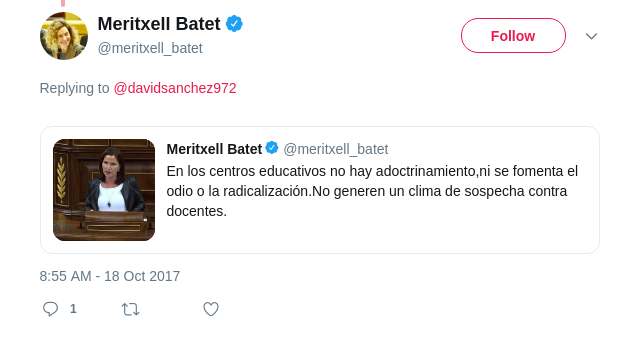 Meritxell Batet
@meritxell_batet
Follow
Replying to @davidsanchez972
Meritxell Batet @meritxell_batet
En los centros educativos no hay adoctrinamiento,ni se fomenta el
odio o la radicalización.No generen un clima de sospecha contra
docentes.
8:55 AM - 18 Oct 2017
1